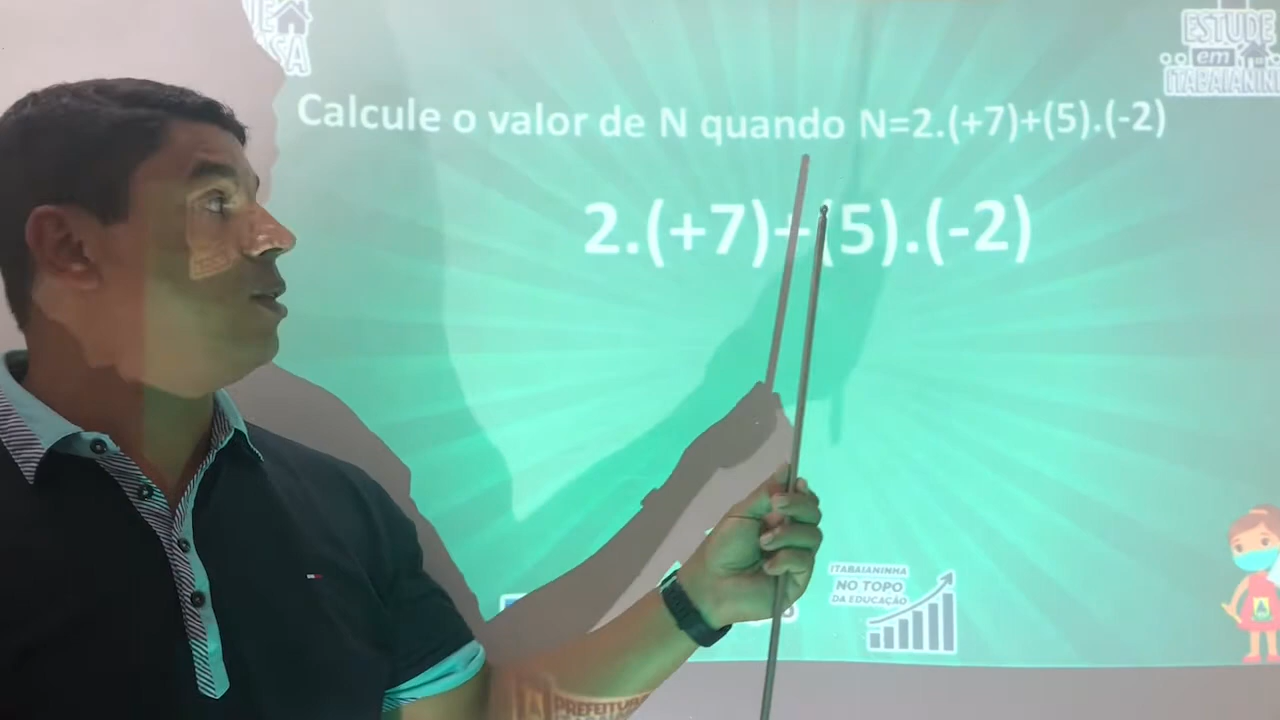 ESTUDE
em
Calcule o valor de N quando N=2.(+7)+(5).(-2)
2.(+7)+(5).(-2)
ITABAIANINHA
NO TOPO
DA EDUCAÇÃO